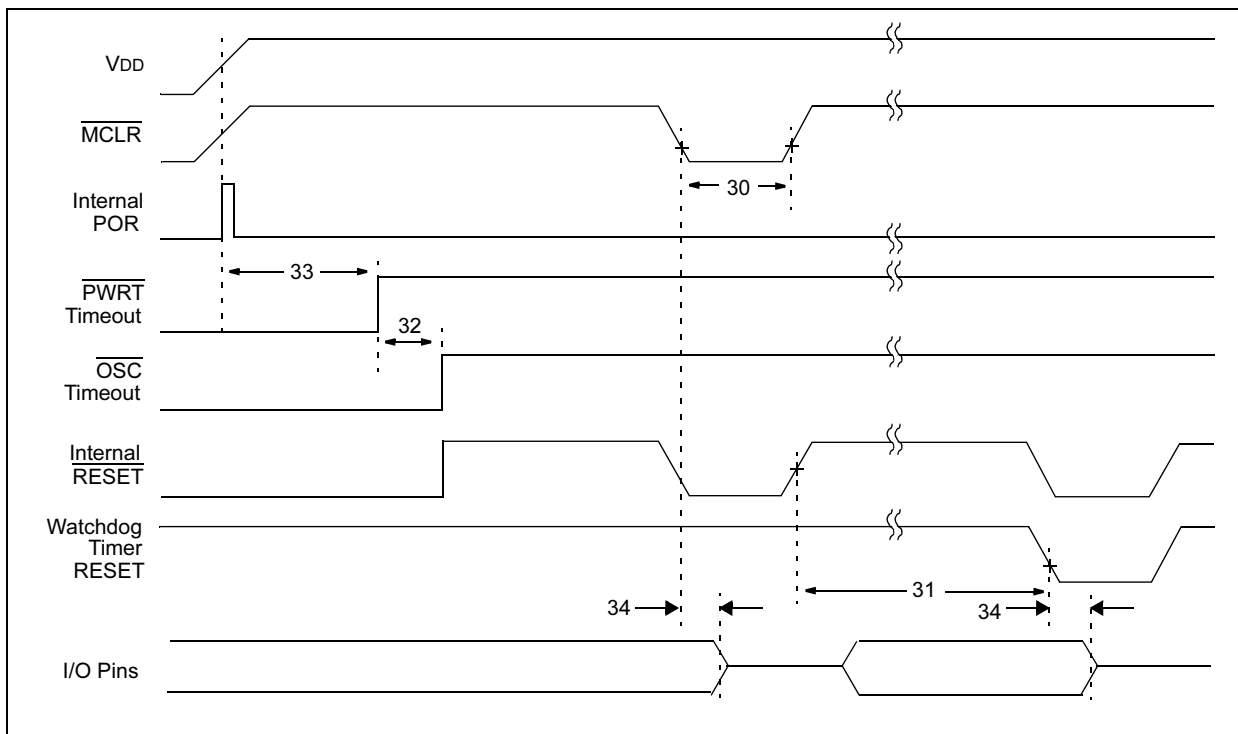 VDD
MCLR
30
Internal
POR
33
PWRT
Timeout
32
OSC
Timeout
Internal
RESET
Watchdog
Timer
RESET
31
34
34
I/O Pins